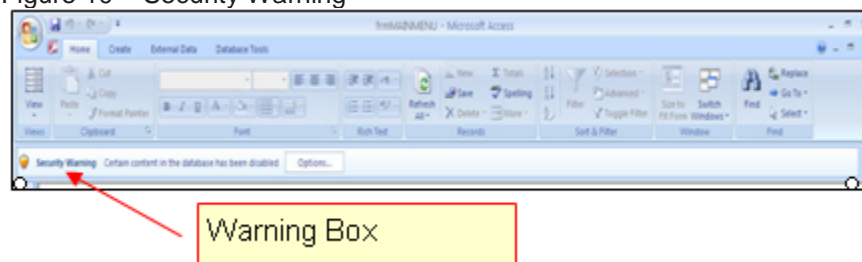 Figure 10 – Security Warning
frmMAINMENU - Microsoft Access
Home Create External Data Database Tools
Cut New Totals Selection Replace
Copy Save Spelling Advanced Go To
View Paste Format Painter Refresh All Delete More Filter Toggle Filter Size to Fit Form Switch Windows Find Select
Views Clipboard Font Rich Text Records Sort & Filter Window Find
Security Warning Certain content in the database has been disabled Options...
Warning Box